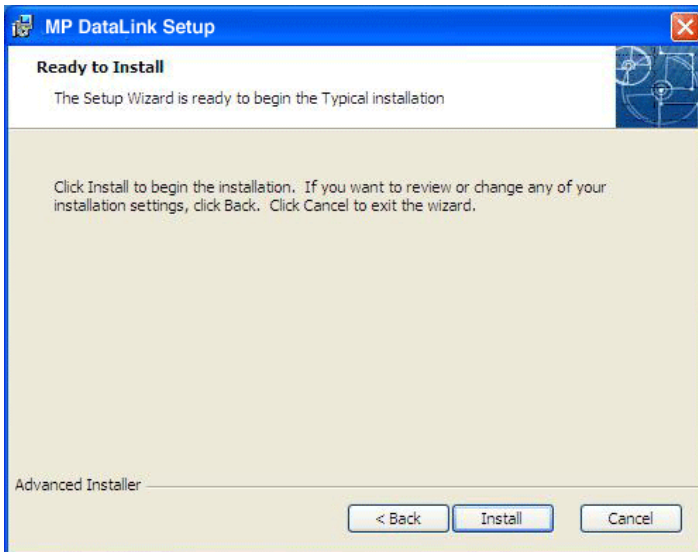 MP DataLink Setup
Ready to Install
The Setup Wizard is ready to begin the Typical installation
Click Install to begin the installation.  If you want to review or change any of your
installation settings, click Back.  Click Cancel to exit the wizard.
Advanced Installer
< Back
Install
Cancel